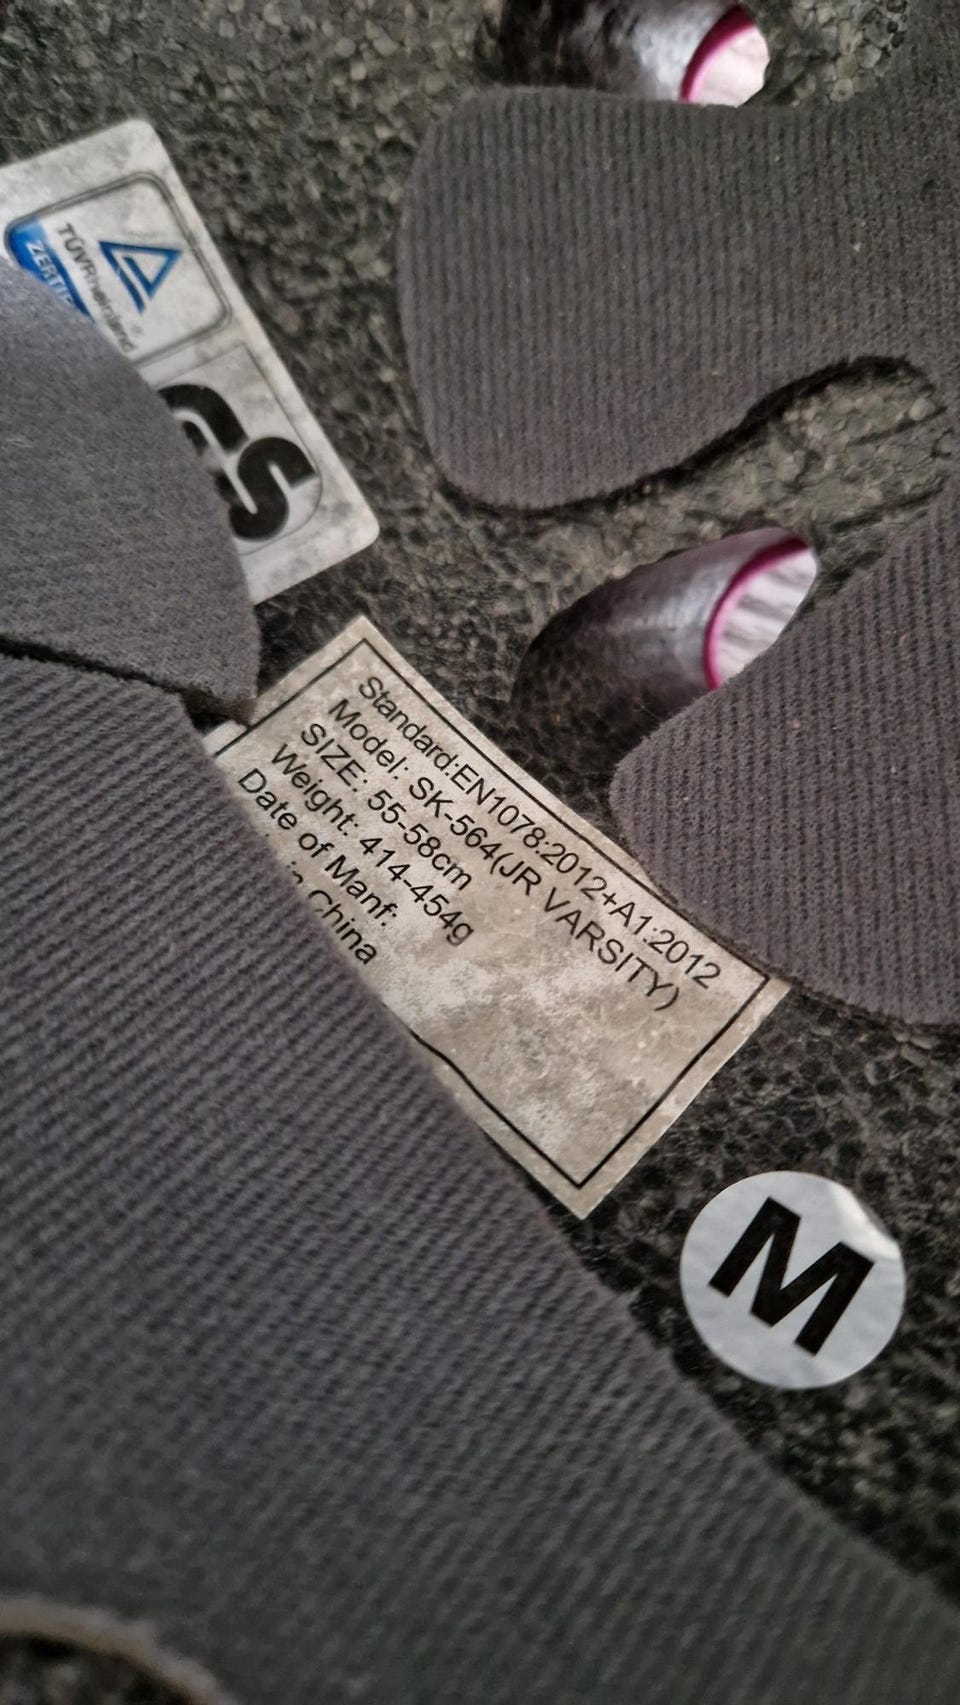 TÜVRheinland
ZERTI
GS
Standard:EN1078:2012+A1:2012
Model: SK-564(JR VARSITY)
SIZE: 55-58cm
Weight: 414-454g
Date of Manf:
in China
M